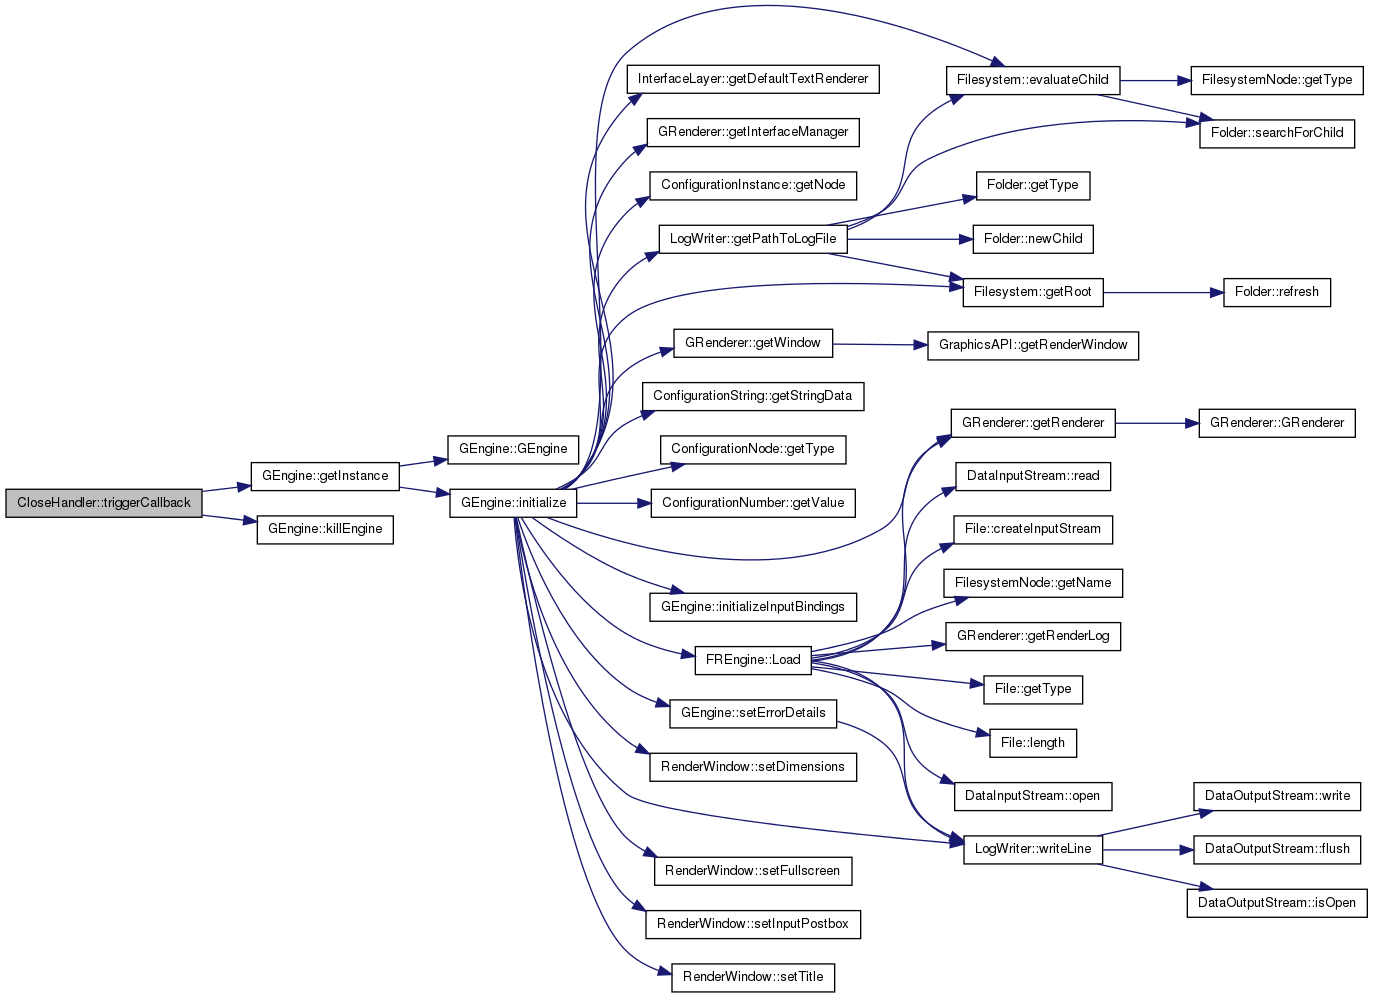 CloseHandler::triggerCallback
GEngine::getInstance
GEngine::killEngine
GEngine::GEngine
GEngine::initialize
InterfaceLayer::getDefaultTextRenderer
GRenderer::getInterfaceManager
ConfigurationInstance::getNode
LogWriter::getPathToLogFile
GRenderer::getWindow
ConfigurationString::getStringData
ConfigurationNode::getType
ConfigurationNumber::getValue
GEngine::initializeInputBindings
FREngine::Load
GEngine::setErrorDetails
RenderWindow::setDimensions
RenderWindow::setFullscreen
RenderWindow::setInputPostbox
RenderWindow::setTitle
Filesystem::evaluateChild
Folder::getType
Folder::newChild
Filesystem::getRoot
GraphicsAPI::getRenderWindow
GRenderer::getRenderer
DataInputStream::read
File::createInputStream
FilesystemNode::getName
GRenderer::getRenderLog
File::getType
File::length
DataInputStream::open
LogWriter::writeLine
FilesystemNode::getType
Folder::searchForChild
Folder::refresh
GRenderer::GRenderer
DataOutputStream::write
DataOutputStream::flush
DataOutputStream::isOpen